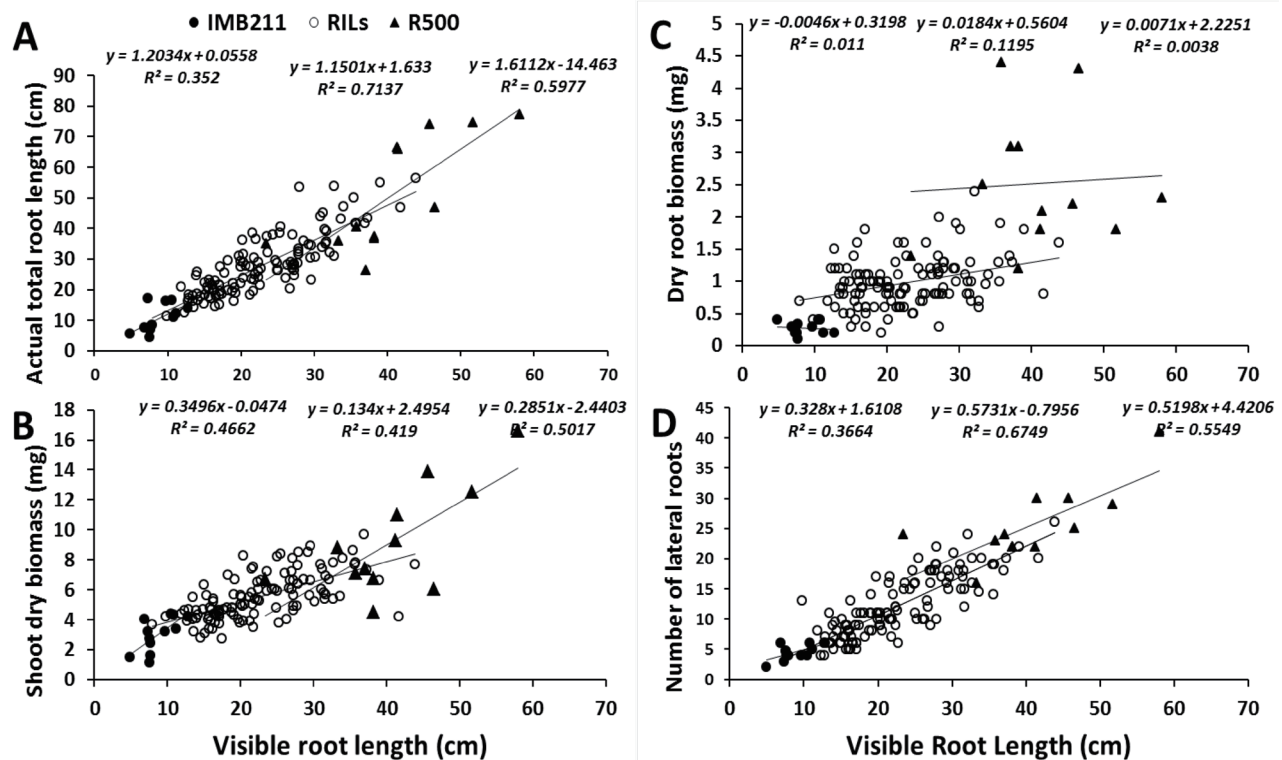 ● IMB211 ○ RILs ▲ R500
A
y = 1.2034x+0.0558
R² = 0.352
y = 1.1501x+1.633
R² = 0.7137
y = 1.6112x-14.463
R² = 0.5977
Actual total root length (cm)
90
80
70
60
50
40
30
20
10
0
0 10 20 30 40 50 60 70
B
y = 0.3496x-0.0474
R² = 0.4662
y = 0.134x+2.4954
R² = 0.419
y = 0.2851x-2.4403
R² = 0.5017
Shoot dry biomass (mg)
18
16
14
12
10
8
6
4
2
0
0 10 20 30 40 50 60 70
Visible root length (cm)
C
y = -0.0046x+0.3198
R² = 0.011
y = 0.0184x+0.5604
R² = 0.1195
y = 0.0071x+2.2251
R² = 0.0038
Dry root biomass (mg)
5
4.5
4
3.5
3
2.5
2
1.5
1
0.5
0
0 10 20 30 40 50 60 70
D
y = 0.328x+1.6108
R² = 0.3664
y = 0.5731x-0.7956
R² = 0.6749
y = 0.5198x+4.4206
R² = 0.5549
Number of lateral roots
45
40
35
30
25
20
15
10
5
0
0 10 20 30 40 50 60 70
Visible Root Length (cm)